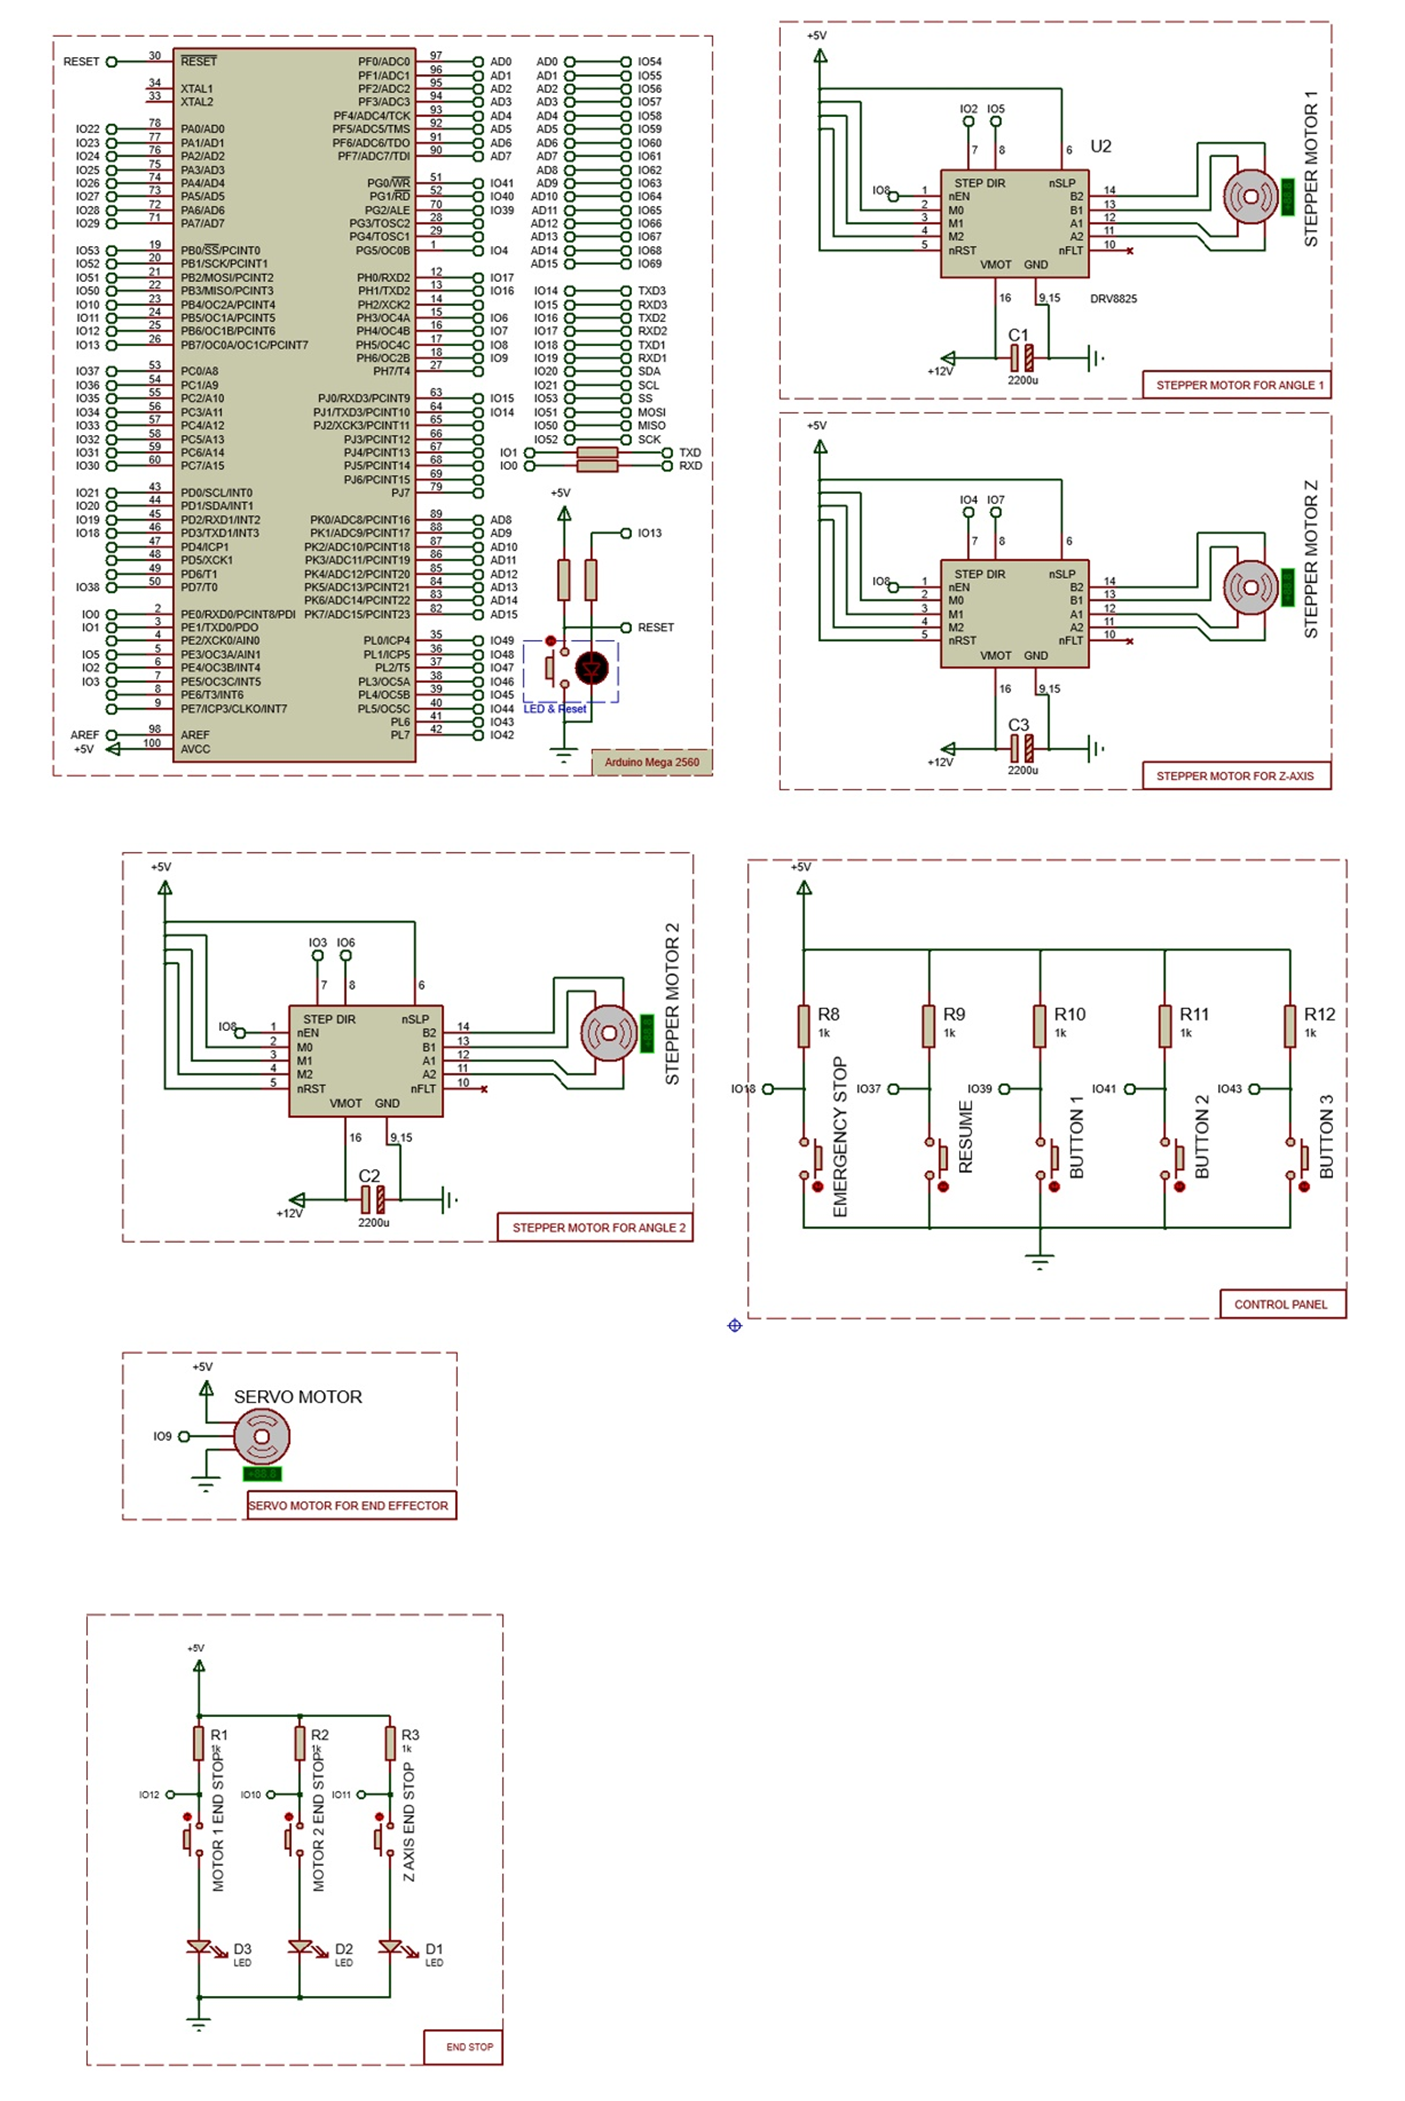 RESET 30 RESET PF0/ADC0 97 AD0 AD0 IO54
PF1/ADC1 96 AD1 AD1 IO55
34 XTAL1 PF2/ADC2 95 AD2 AD2 IO56
33 XTAL2 PF3/ADC3 94 AD3 AD3 IO57
PF4/ADC4/TCK 93 AD4 AD4 IO58
IO22 78 PA0/AD0 PF5/ADC5/TMS 92 AD5 AD5 IO59
IO23 77 PA1/AD1 PF6/ADC6/TDO 91 AD6 AD6 IO60
IO24 76 PA2/AD2 PF7/ADC7/TDI 90 AD7 AD7 IO61
IO25 75 PA3/AD3 AD8 IO62
IO26 74 PA4/AD4 PG0/WR 51 IO41 AD9 IO63
IO27 73 PA5/AD5 PG1/RD 52 IO40 AD10 IO64
IO28 72 PA6/AD6 PG2/ALE 70 IO39 AD11 IO65
IO29 71 PA7/AD7 PG3/TOSC2 28 AD12 IO66
PG4/TOSC1 29 AD13 IO67
IO53 19 PB0/SS/PCINT0 PG5/OC0B 1 IO4 AD14 IO68
IO52 20 PB1/SCK/PCINT1 AD15 IO69
IO51 21 PB2/MOSI/PCINT2 PH0/RXD2 12 IO17
IO50 22 PB3/MISO/PCINT3 PH1/TXD2 13 IO16 IO14 TXD3
IO10 23 PB4/OC2A/PCINT4 PH2/XCK2 14 IO15 RXD3
IO11 24 PB5/OC1A/PCINT5 PH3/OC4A 15 IO6 IO16 TXD2
IO12 25 PB6/OC1B/PCINT6 PH4/OC4B 16 IO7 IO17 RXD2
IO13 26 PB7/OC0A/OC1C/PCINT7 PH5/OC4C 17 IO8 IO18 TXD1
PH6/OC2B 18 IO9 IO19 RXD1
IO37 53 PC0/A8 PH7/T4 27 IO20 SDA
IO36 54 PC1/A9 IO21 SCL
IO35 55 PC2/A10 PJ0/RXD3/PCINT9 63 IO15 IO53 SS
IO34 56 PC3/A11 PJ1/TXD3/PCINT10 64 IO14 IO51 MOSI
IO33 57 PC4/A12 PJ2/XCK3/PCINT11 65 IO50 MISO
IO32 58 PC5/A13 PJ3/PCINT12 66 IO52 SCK
IO31 59 PC6/A14 PJ4/PCINT13 67 IO1 TXD
IO30 60 PC7/A15 PJ5/PCINT14 68 IO0 RXD
PJ6/PCINT15 69
IO21 43 PD0/SCL/INT0 PJ7 79 +5V
IO20 44 PD1/SDA/INT1
IO19 45 PD2/RXD1/INT2 PK0/ADC8/PCINT16 89 AD8
IO18 46 PD3/TXD1/INT3 PK1/ADC9/PCINT17 88 AD9 IO13
47 PD4/ICP1 PK2/ADC10/PCINT18 87 AD10
48 PD5/XCK1 PK3/ADC11/PCINT19 86 AD11
49 PD6/T1 PK4/ADC12/PCINT20 85 AD12
IO38 50 PD7/T0 PK5/ADC13/PCINT21 84 AD13
PK6/ADC14/PCINT22 83 AD14
IO0 2 PE0/RXD0/PCINT8/PDI PK7/ADC15/PCINT23 82 AD15
IO1 3 PE1/TXD0/PDO RESET
4 PE2/XCK0/AIN0 PL0/ICP4 35 IO49
IO5 5 PE3/OC3A/AIN1 PL1/ICP5 36 IO48
IO2 6 PE4/OC3B/INT4 PL2/T5 37 IO47
IO3 7 PE5/OC3C/INT5 PL3/OC5A 38 IO46
8 PE6/T3/INT6 PL4/OC5B 39 IO45
9 PE7/ICP3/CLKO/INT7 PL5/OC5C 40 IO44 LED & Reset
PL6 41 IO43
AREF 98 AREF PL7 42 IO42
+5V 100 AVCC
Arduino Mega 2560
+5V
IO2 IO5
7 8 6 U2
STEP DIR nSLP
IO8 1 nEN B2 14
2 M0 B1 13
3 M1 A1 12
4 M2 A2 11
5 nRST nFLT 10
VMOT GND
16 9,15 DRV8825
C1
+12V 2200u
STEPPER MOTOR 1
STEPPER MOTOR FOR ANGLE 1
+5V
IO4 IO7
7 8 6
STEP DIR nSLP
IO8 1 nEN B2 14
2 M0 B1 13
3 M1 A1 12
4 M2 A2 11
5 nRST nFLT 10
VMOT GND
16 9,15
C3
+12V 2200u
STEPPER MOTOR Z
STEPPER MOTOR FOR Z-AXIS
+5V
IO3 IO6
7 8 6
STEP DIR nSLP
IO8 1 nEN B2 14
2 M0 B1 13
3 M1 A1 12
4 M2 A2 11
5 nRST nFLT 10
VMOT GND
16 9,15
C2
+12V 2200u
STEPPER MOTOR 2
STEPPER MOTOR FOR ANGLE 2
+5V
R8 R9 R10 R11 R12
1k 1k 1k 1k 1k
IO18 IO37 IO39 IO41 IO43
EMERGENCY STOP
RESUME
BUTTON 1
BUTTON 2
BUTTON 3
CONTROL PANEL
+5V
SERVO MOTOR
IO9
SERVO MOTOR FOR END EFFECTOR
+5V
R1 R2 R3
1k 1k 1k
IO12 IO10 IO11
MOTOR 1 END STOP
MOTOR 2 END STOP
Z AXIS END STOP
D3 D2 D1
LED LED LED
END STOP